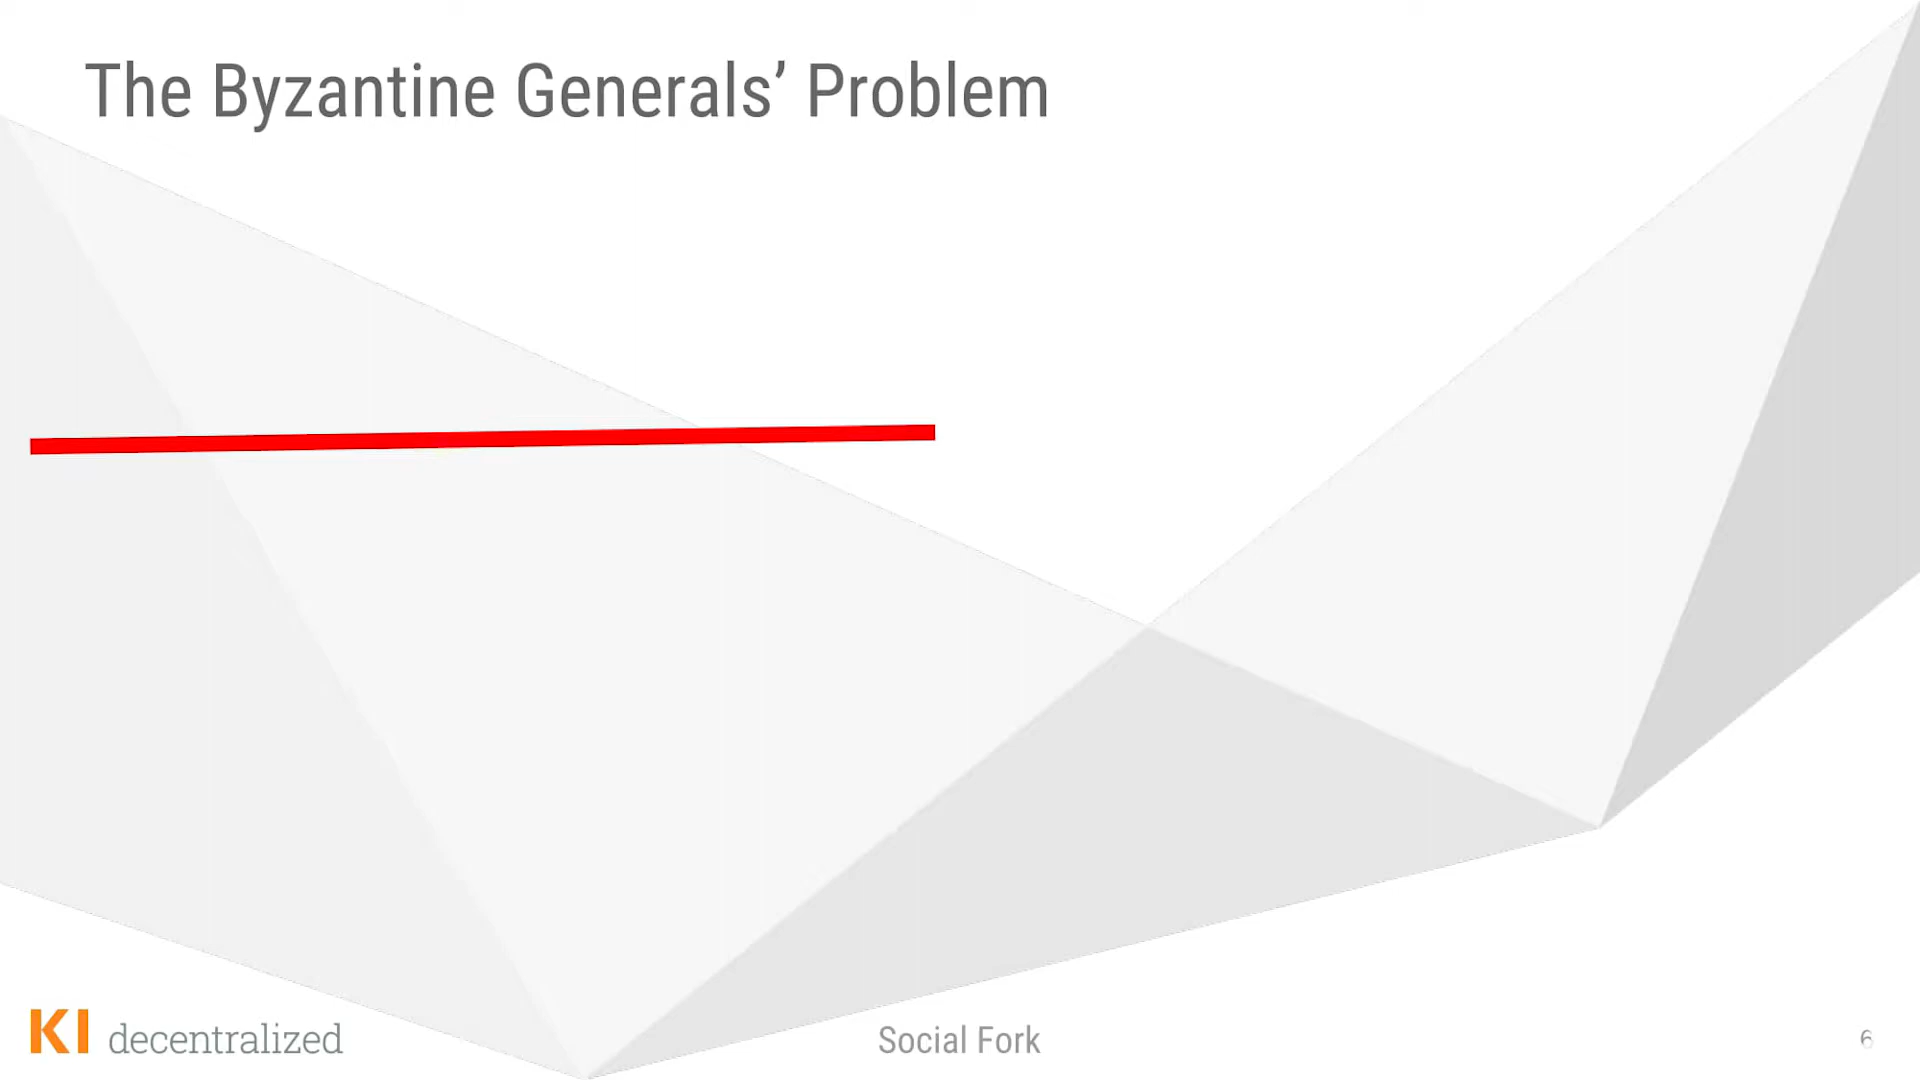 The Byzantine Generals’ Problem
KI decentralized
Social Fork
6